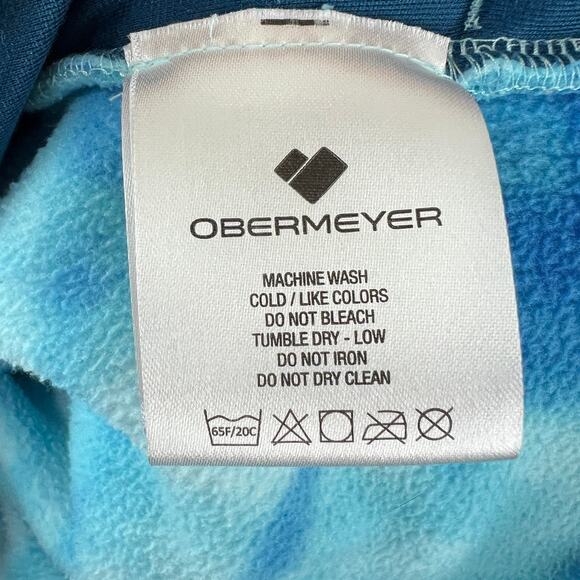 OBERMEYER
MACHINE WASH
COLD / LIKE COLORS
DO NOT BLEACH
TUMBLE DRY - LOW
DO NOT IRON
DO NOT DRY CLEAN
65F/20C